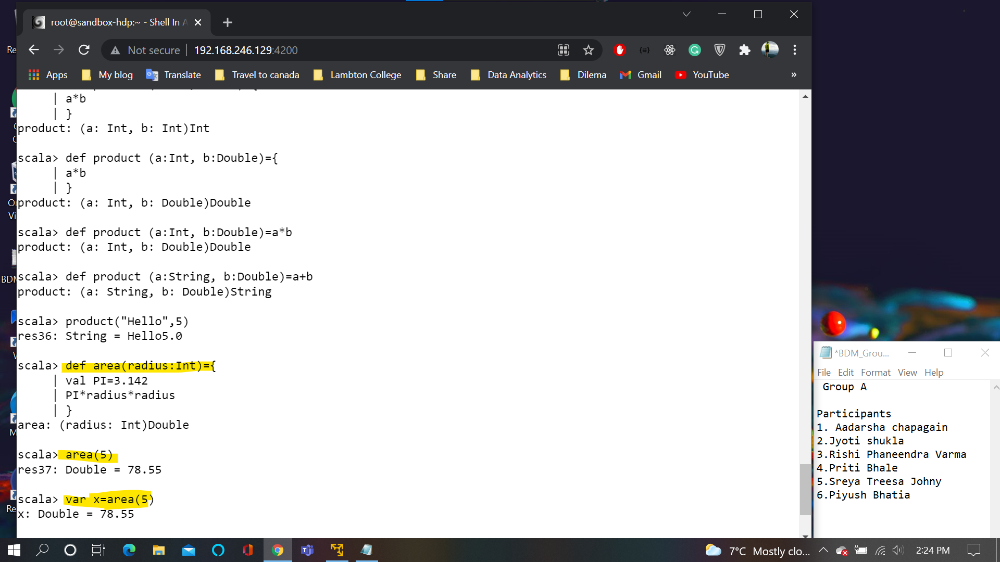 root@sandbox-hdp:~ - Shell In A
Not secure | 192.168.246.129:4200
Apps My blog Translate Travel to canada Lambton College Share Data Analytics Dilema Gmail YouTube »
| a*b
| }
product: (a: Int, b: Int)Int
scala> def product (a:Int, b:Double)={
| a*b
| }
product: (a: Int, b: Double)Double
scala> def product (a:Int, b:Double)=a*b
product: (a: Int, b: Double)Double
scala> def product (a:String, b:Double)=a+b
product: (a: String, b: Double)String
scala> product("Hello",5)
res36: String = Hello5.0
scala> def area(radius:Int)={
| val PI=3.142
| PI*radius*radius
| }
area: (radius: Int)Double
scala> area(5)
res37: Double = 78.55
scala> var x=area(5)
x: Double = 78.55
Re
BDM
Re
*BDM_Grou...
File Edit Format View Help
Group A
Participants
1. Aadarsha chapagain
2.Jyoti shukla
3.Rishi Phaneendra Varma
4.Priti Bhale
5.Sreya Treesa Johny
6.Piyush Bhatia
7°C Mostly clo...
2:24 PM